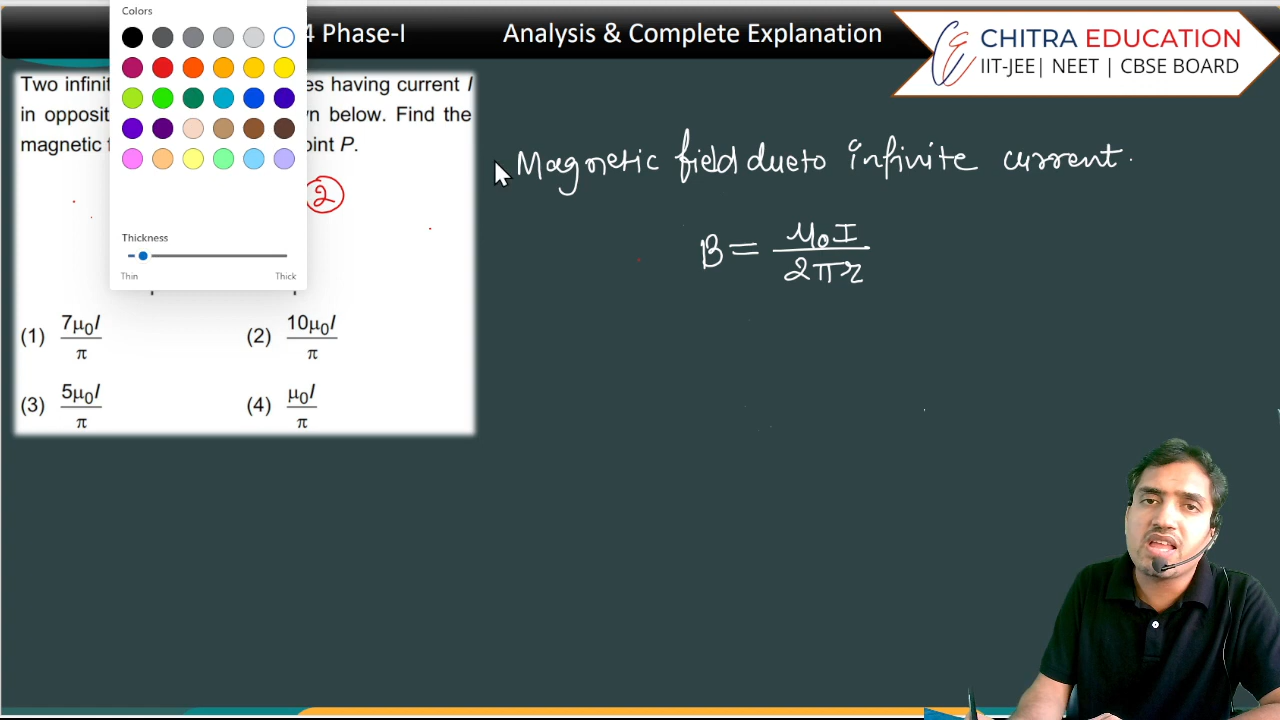 Colors
4 Phase-I
Analysis & Complete Explanation
CHITRA EDUCATION
IIT-JEE| NEET | CBSE BOARD
Two infinit es having current I
in opposit n below. Find the
magnetic f oint P.
2
Thickness
Thin Thick
(1) 7μ0I/π (2) 10μ0I/π
(3) 5μ0I/π (4) μ0I/π
Magnetic field due to infinite current.
B = μ0I/2πr